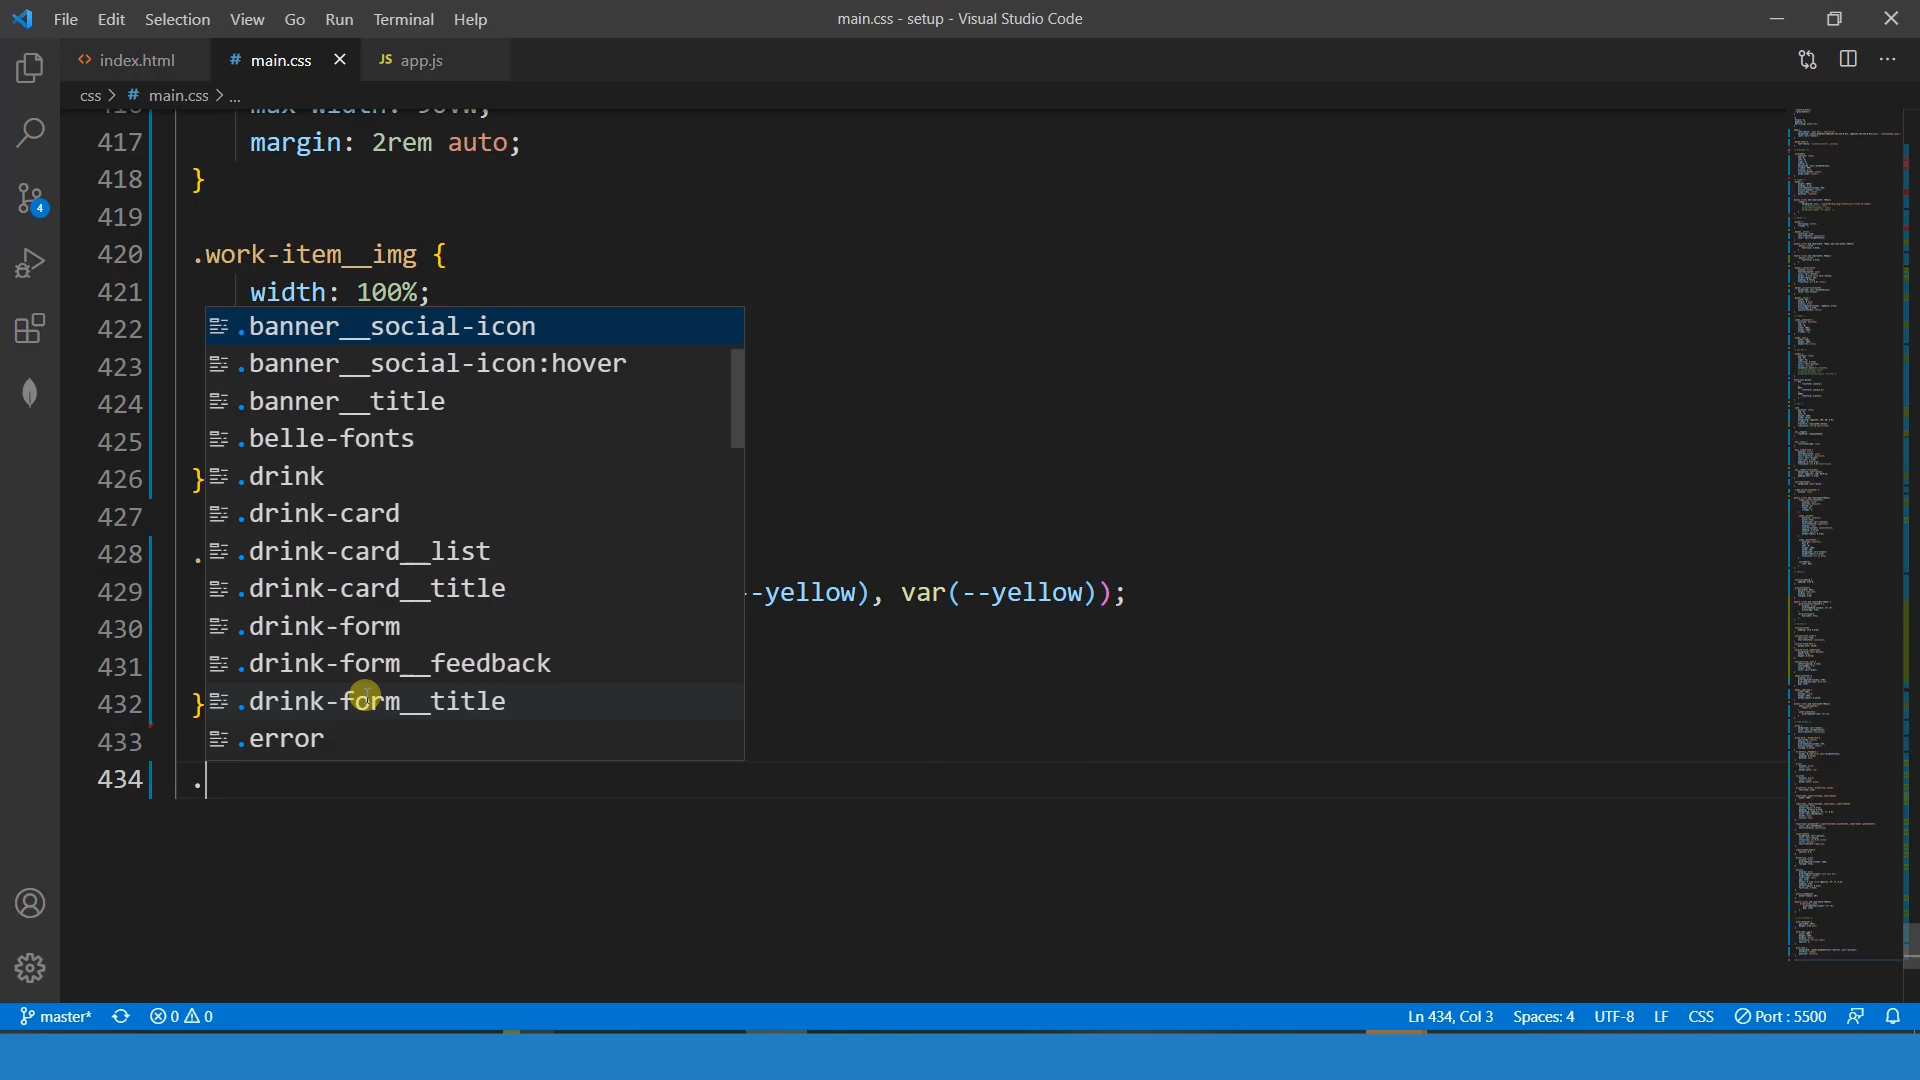 File Edit Selection View Go Run Terminal Help
main.css - setup - Visual Studio Code
index.html
# main.css
JS app.js
css > # main.css > ...
417 margin: 2rem auto;
418 }
419
420 .work-item__img {
421 width: 100%;
422
423
424
425
426 }
427
428 .
429 --yellow), var(--yellow));
430
431
432 }
433
434 .
.banner__social-icon
.banner__social-icon:hover
.banner__title
.belle-fonts
.drink
.drink-card
.drink-card__list
.drink-card__title
.drink-form
.drink-form__feedback
.drink-form__title
.error
4
master* 0 0
Ln 434, Col 3 Spaces: 4 UTF-8 LF CSS Port : 5500